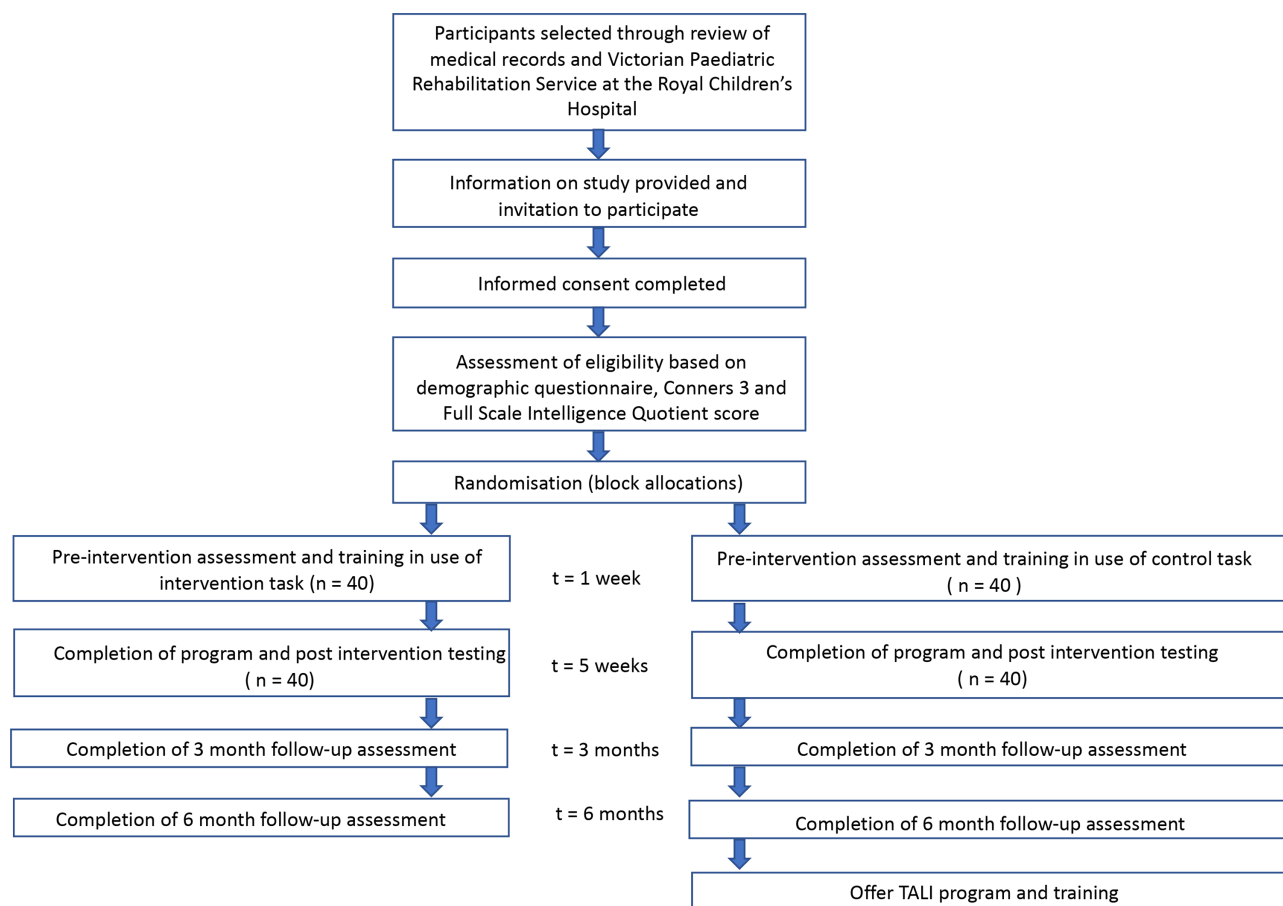 Participants selected through review of
medical records and Victorian Paediatric
Rehabilitation Service at the Royal Children's
Hospital
Information on study provided and
invitation to participate
Informed consent completed
Assessment of eligibility based on
demographic questionnaire, Conners 3 and
Full Scale Intelligence Quotient score
Randomisation (block allocations)
Pre-intervention assessment and training in use of
intervention task (n = 40)
t = 1 week
Pre-intervention assessment and training in use of control task
( n = 40 )
Completion of program and post intervention testing
( n = 40)
t = 5 weeks
Completion of program and post intervention testing
( n = 40)
Completion of 3 month follow-up assessment
t = 3 months
Completion of 3 month follow-up assessment
Completion of 6 month follow-up assessment
t = 6 months
Completion of 6 month follow-up assessment
Offer TALI program and training